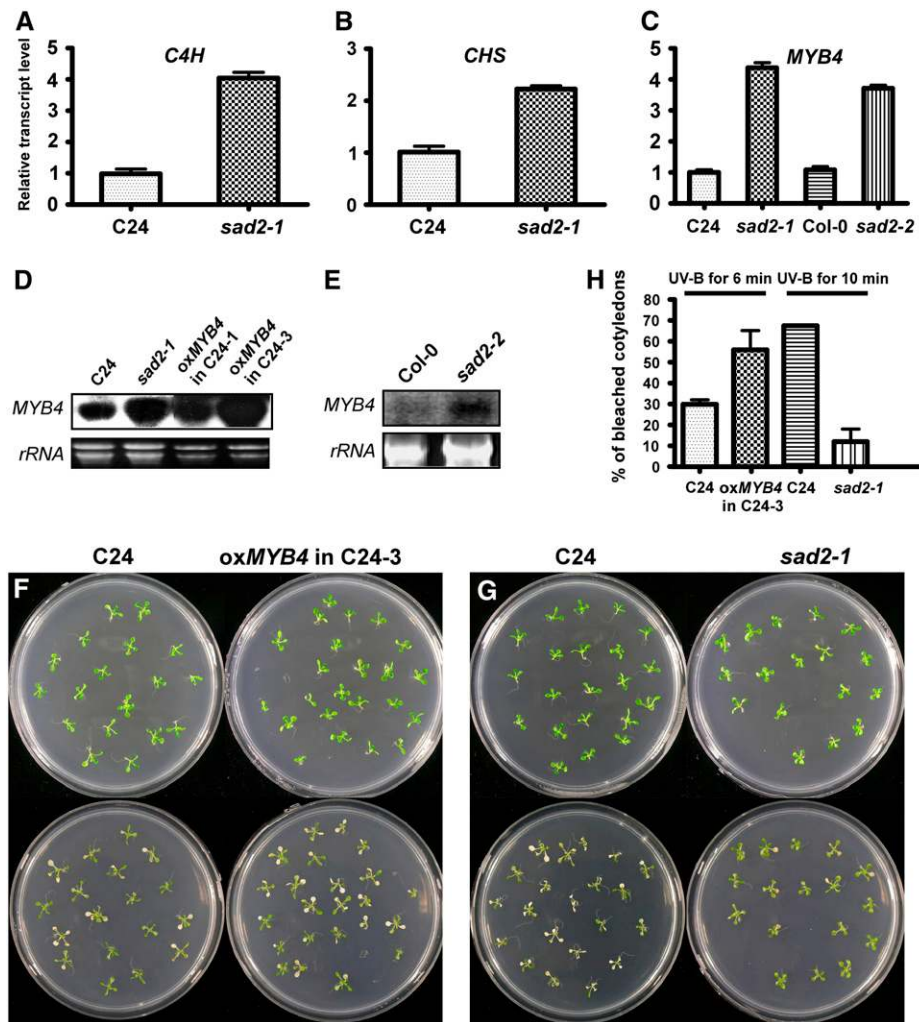 A
C4H
Relative transcript level
5
4
3
2
1
0
C24
sad2-1
B
CHS
3
2
1
0
C24
sad2-1
C
MYB4
5
4
3
2
1
0
C24
sad2-1
Col-0
sad2-2
D
C24
sad2-1
oxMYB4
in C24-1
oxMYB4
in C24-3
MYB4
rRNA
E
Col-0
sad2-2
MYB4
rRNA
H
UV-B for 6 min
UV-B for 10 min
% of bleached cotyledons
80
70
60
50
40
30
20
10
0
C24
oxMYB4
in C24-3
C24
sad2-1
C24
oxMYB4 in C24-3
F
C24
sad2-1
G